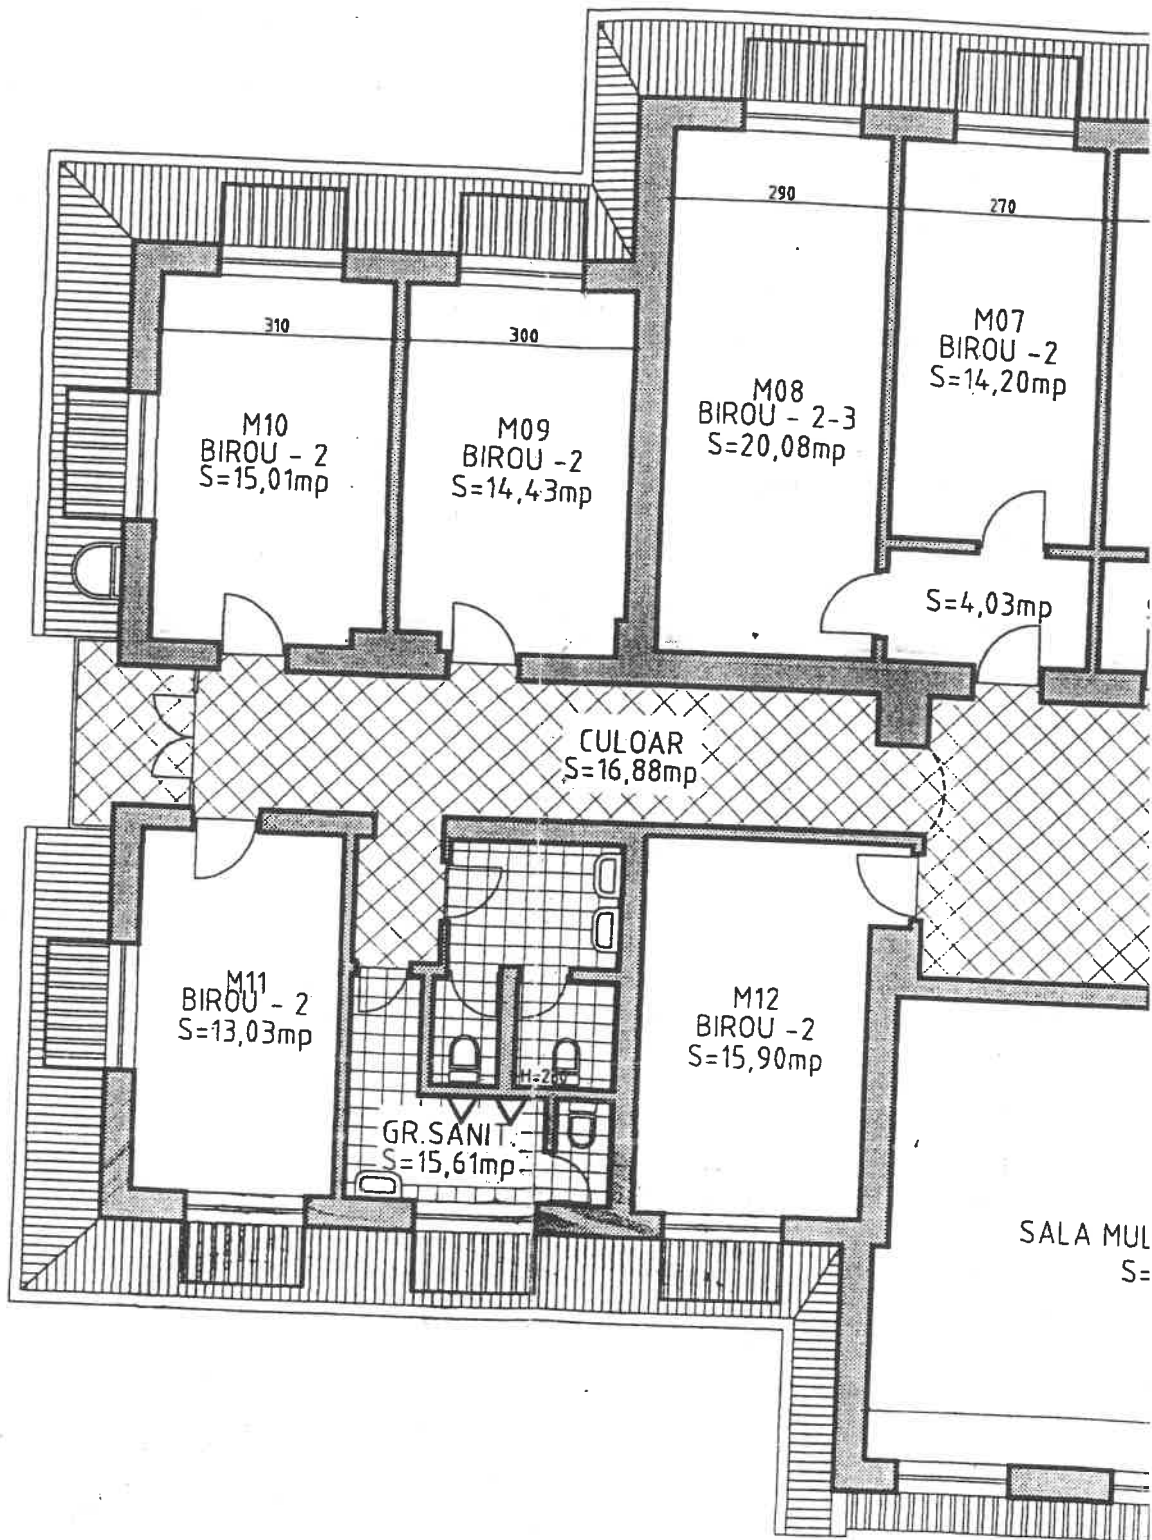 290
270
310
300
M07
BIROU -2
S=14,20mp
M08
BIROU - 2-3
S=20,08mp
M10
BIROU - 2
S=15,01mp
M09
BIROU -2
S=14,43mp
S=4,03mp
CULOAR
S=16,88mp
M11
BIROU - 2
S=13,03mp
M12
BIROU -2
S=15,90mp
GR.SANIT.
S=15,61mp
SALA MUL
S=